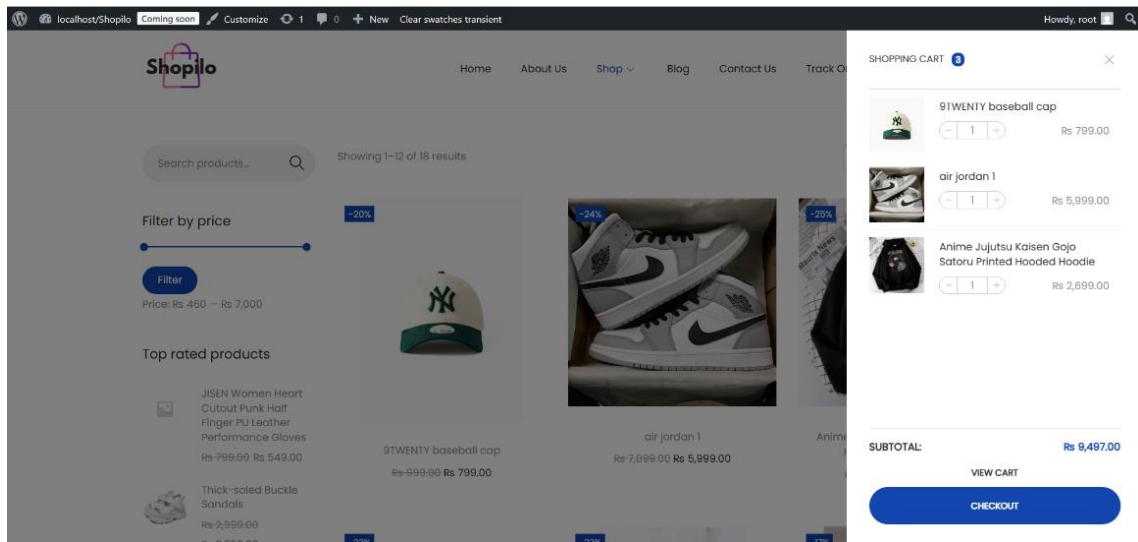 localhost/Shopilo Coming soon Customize 1 0 New Clear swatches transient Howdy, root
Shopilo
Home About Us Shop Blog Contact Us Track
Search products...
Showing 1–12 of 18 results
Filter by price
Filter
Price: Rs 460 — Rs 7,000
Top rated products
JISEN Women Heart
Cutout Punk Half
Finger PU Leather
Performance Gloves
Rs 799.00 Rs 549.00
Thick-soled Buckle
Sandals
Rs 2,999.00
-20%
9TWENTY baseball cap
Rs 999.00 Rs 799.00
-24%
air jordan 1
Rs 7,899.00 Rs 5,999.00
-25%
Anime
SHOPPING CART 3
9TWENTY baseball cap
- 1 + Rs 799.00
air jordan 1
- 1 + Rs 5,999.00
Anime Jujutsu Kaisen Gojo
Satoru Printed Hooded Hoodie
- 1 + Rs 2,699.00
SUBTOTAL: Rs 9,497.00
VIEW CART
CHECKOUT